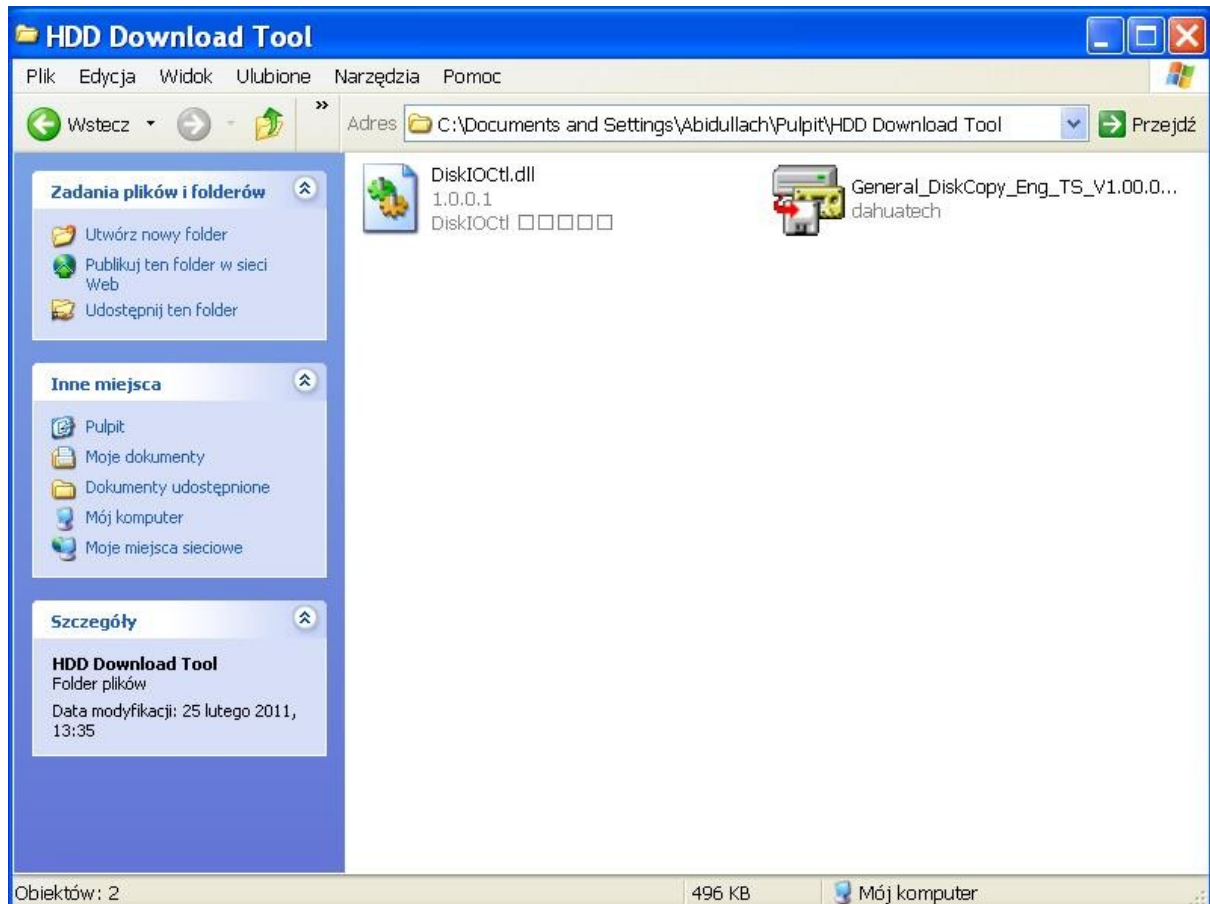 HDD Download Tool
Plik Edycja Widok Ulubione Narzędzia Pomoc
Wstecz » Adres C:\Documents and Settings\Abidullach\Pulpit\HDD Download Tool Przejdź
Zadania plików i folderów
Utwórz nowy folder
Publikuj ten folder w sieci
Web
Udostępnij ten folder
Inne miejsca
Pulpit
Moje dokumenty
Dokumenty udostępnione
Mój komputer
Moje miejsca sieciowe
Szczegóły
HDD Download Tool
Folder plików
Data modyfikacji: 25 lutego 2011,
13:35
DiskIOCtl.dll
1.0.0.1
DiskIOCtl □□□□□
General_DiskCopy_Eng_TS_V1.00.0...
dahuatech
Obiektów: 2 496 KB Mój komputer